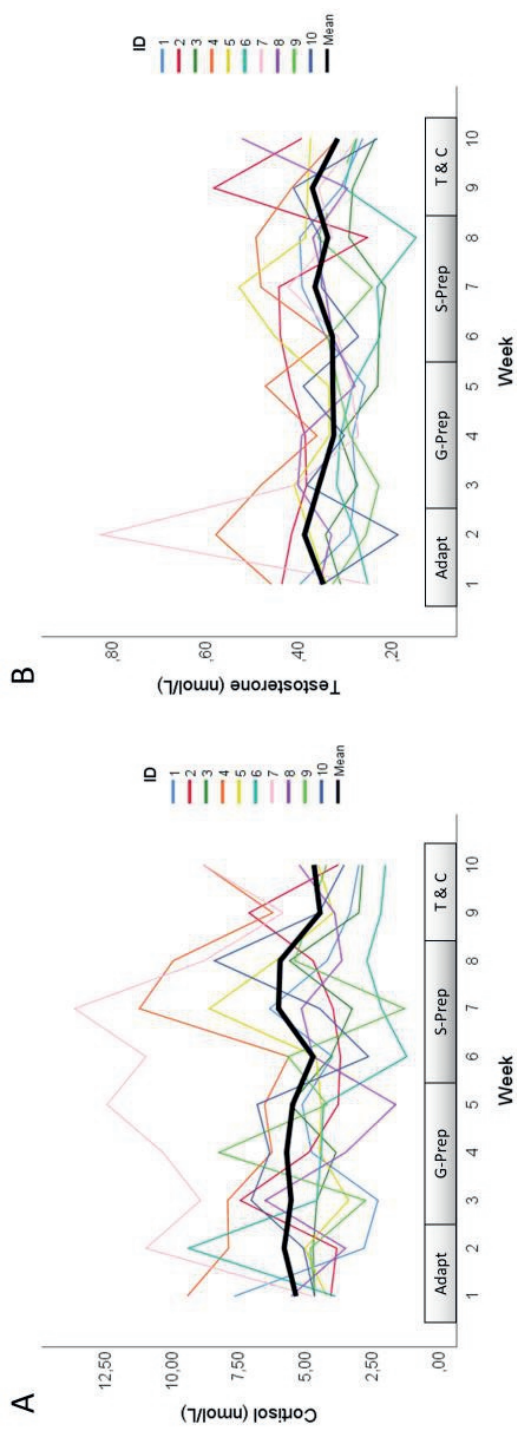 A
Cortisol (nmol/L)
12,50
10,00
7,50
5,00
2,50
,00
Adapt
G-Prep
S-Prep
T & C
1 2 3 4 5 6 7 8 9 10
Week
ID
1
2
3
4
5
6
7
8
9
10
Mean
B
Testosterone (nmol/L)
,80
,60
,40
,20
Adapt
G-Prep
S-Prep
T & C
1 2 3 4 5 6 7 8 9 10
Week
ID
1
2
3
4
5
6
7
8
9
10
Mean